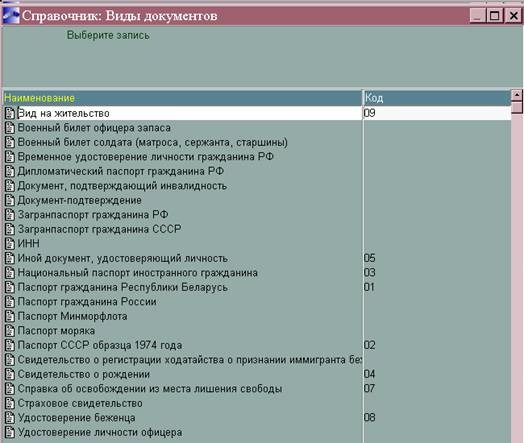 Справочник: Виды документов
Выберите запись
Наименование Код
Вид на жительство 09
Военный билет офицера запаса
Военный билет солдата (матроса, сержанта, старшины)
Временное удостоверение личности гражданина РФ
Дипломатический паспорт гражданина РФ
Документ, подтверждающий инвалидность
Документ-подтверждение
Загранпаспорт гражданина РФ
Загранпаспорт гражданина СССР
ИНН
Иной документ, удостоверяющий личность 05
Национальный паспорт иностранного гражданина 03
Паспорт гражданина Республики Беларусь 01
Паспорт гражданина России
Паспорт Минморфлота
Паспорт моряка
Паспорт СССР образца 1974 года 02
Свидетельство о регистрации ходатайства о признании иммигранта беж
Свидетельство о рождении 04
Справка об освобождении из места лишения свободы 07
Страховое свидетельство
Удостоверение беженца 08
Удостоверение личности офицера